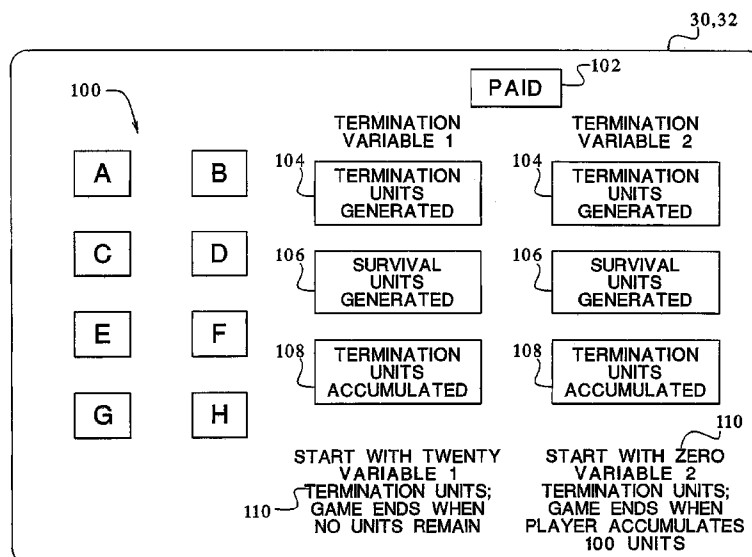 30,32
PAID
102
100
TERMINATION
VARIABLE 1
TERMINATION
VARIABLE 2
A
B
104
TERMINATION
UNITS
GENERATED
104
TERMINATION
UNITS
GENERATED
C
D
106
SURVIVAL
UNITS
GENERATED
106
SURVIVAL
UNITS
GENERATED
E
F
108
TERMINATION
UNITS
ACCUMULATED
108
TERMINATION
UNITS
ACCUMULATED
G
H
START WITH TWENTY
VARIABLE 1
TERMINATION UNITS;
GAME ENDS WHEN
NO UNITS REMAIN
110
110
START WITH ZERO
VARIABLE 2
TERMINATION UNITS;
GAME ENDS WHEN
PLAYER ACCUMULATES
100 UNITS